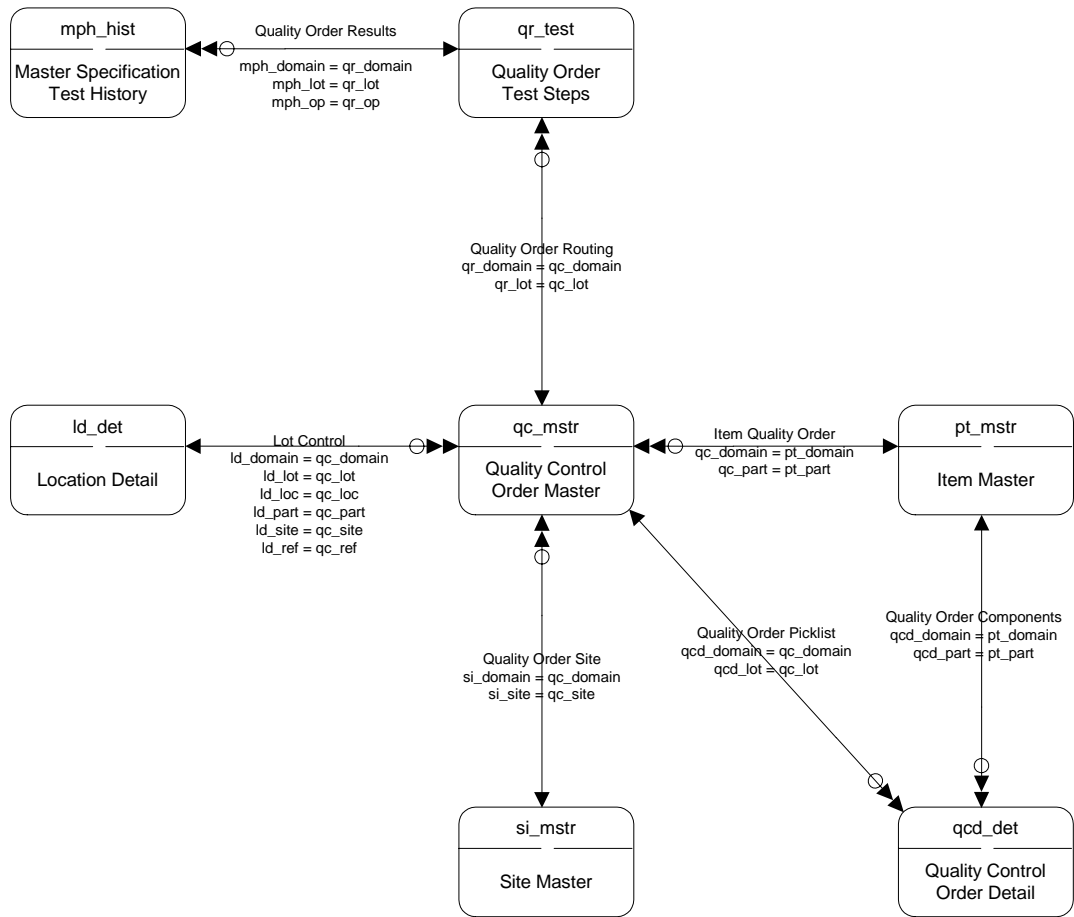 mph_hist
Master Specification
Test History
Quality Order Results
mph_domain = qr_domain
mph_lot = qr_lot
mph_op = qr_op
qr_test
Quality Order
Test Steps
Quality Order Routing
qr_domain = qc_domain
qr_lot = qc_lot
ld_det
Location Detail
Lot Control
ld_domain = qc_domain
ld_lot = qc_lot
ld_loc = qc_loc
ld_part = qc_part
ld_site = qc_site
ld_ref = qc_ref
qc_mstr
Quality Control
Order Master
Item Quality Order
qc_domain = pt_domain
qc_part = pt_part
pt_mstr
Item Master
Quality Order Site
si_domain = qc_domain
si_site = qc_site
Quality Order Picklist
qcd_domain = qc_domain
qcd_lot = qc_lot
Quality Order Components
qcd_domain = pt_domain
qcd_part = pt_part
si_mstr
Site Master
qcd_det
Quality Control
Order Detail